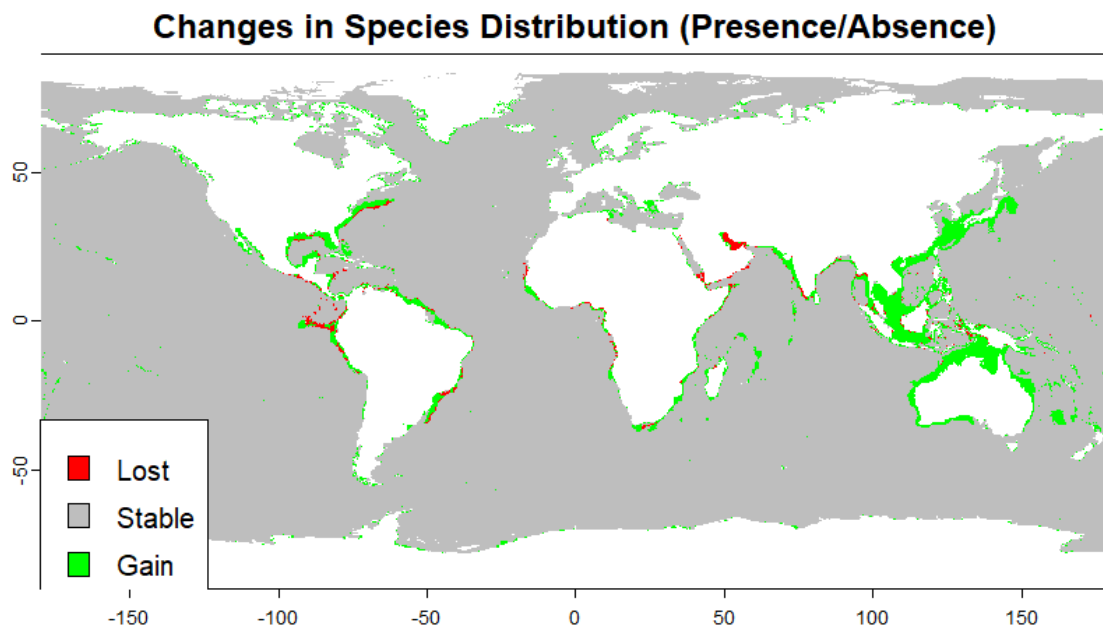 Changes in Species Distribution (Presence/Absence)
50
0
-50
Lost
Stable
Gain
-150
-100
-50
0
50
100
150